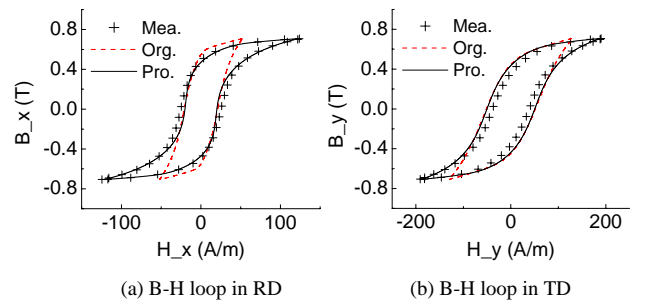 + Mea.
Org.
Pro.
0.8
0.4
0.0
-0.4
-0.8
B_x (T)
-100 0 100
H_x (A/m)
(a) B-H loop in RD
+ Mea.
Org.
Pro.
0.8
0.4
0.0
-0.4
-0.8
B_y (T)
-200 0 200
H_y (A/m)
(b) B-H loop in TD